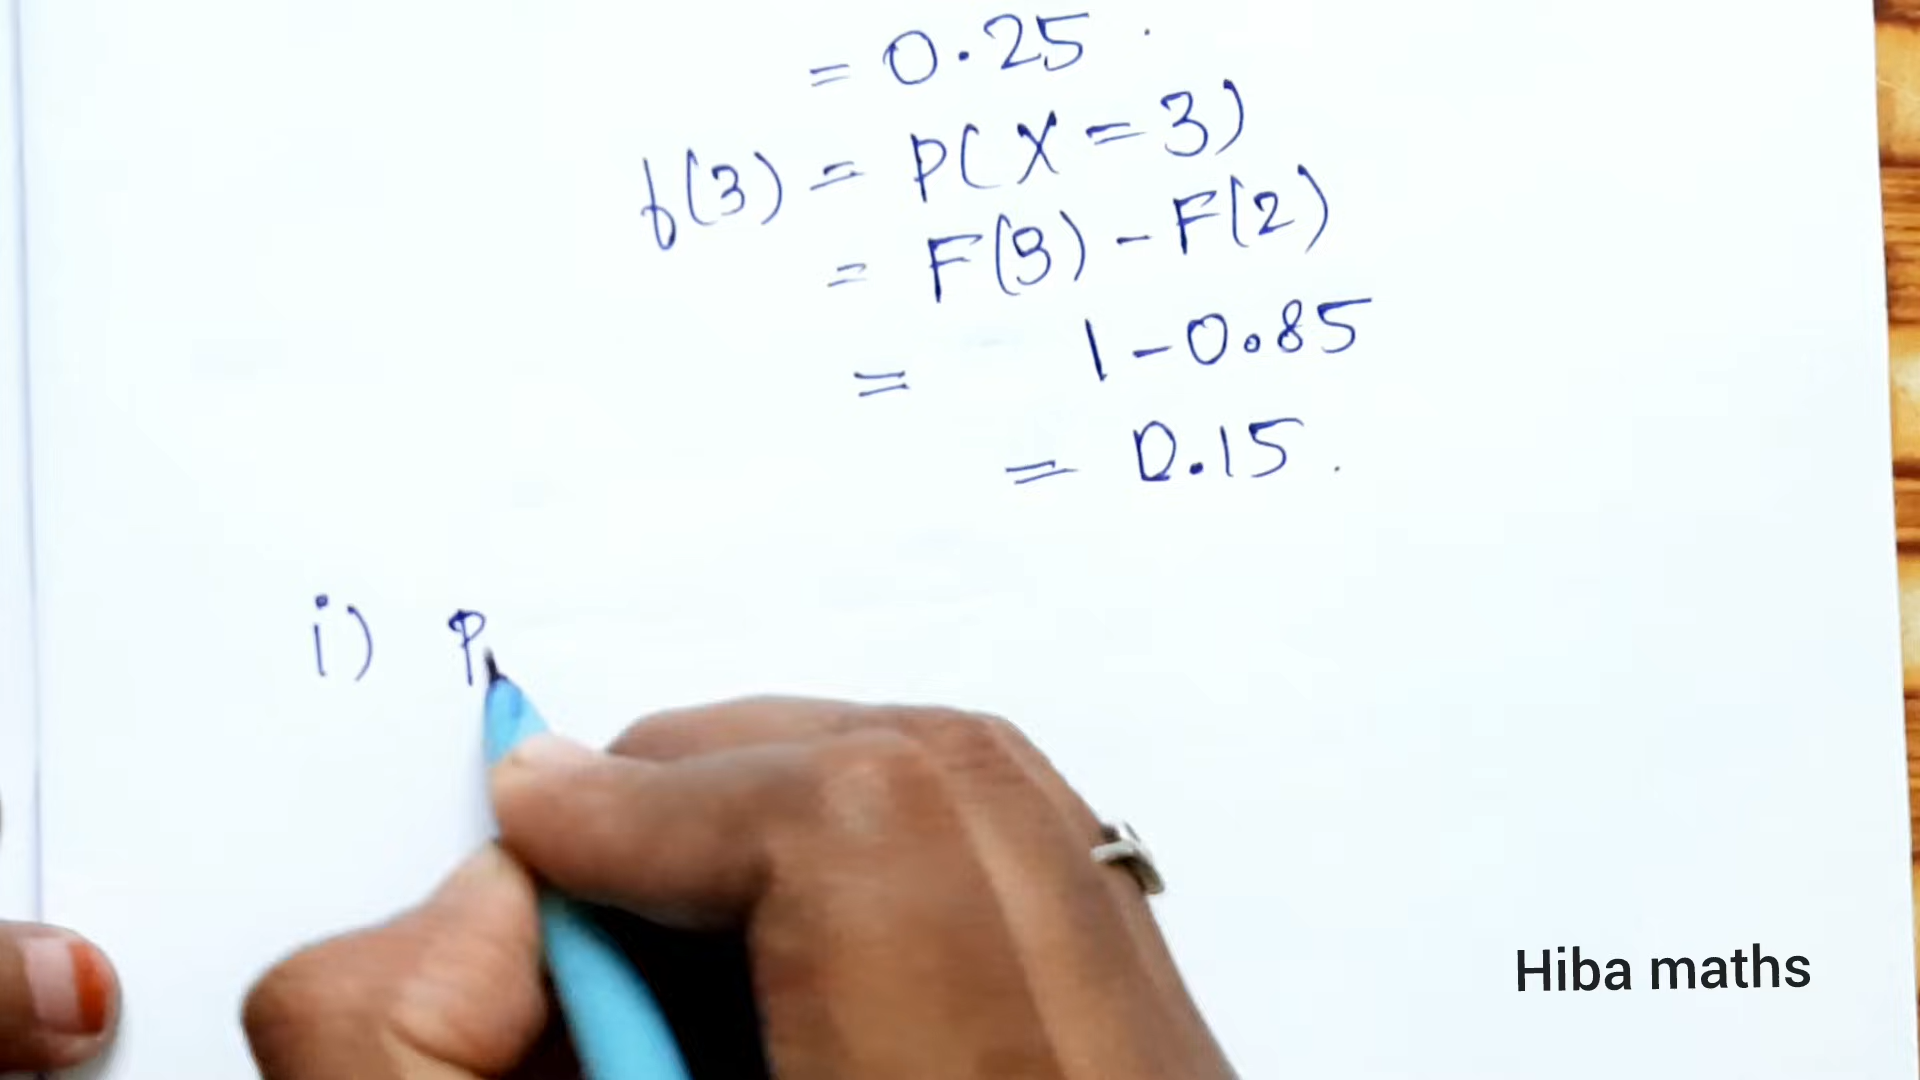 = 0.25.
f(3) = P(X=3)
= F(3) - F(2)
= 1 - 0.85
= 0.15.
i) P
Hiba maths